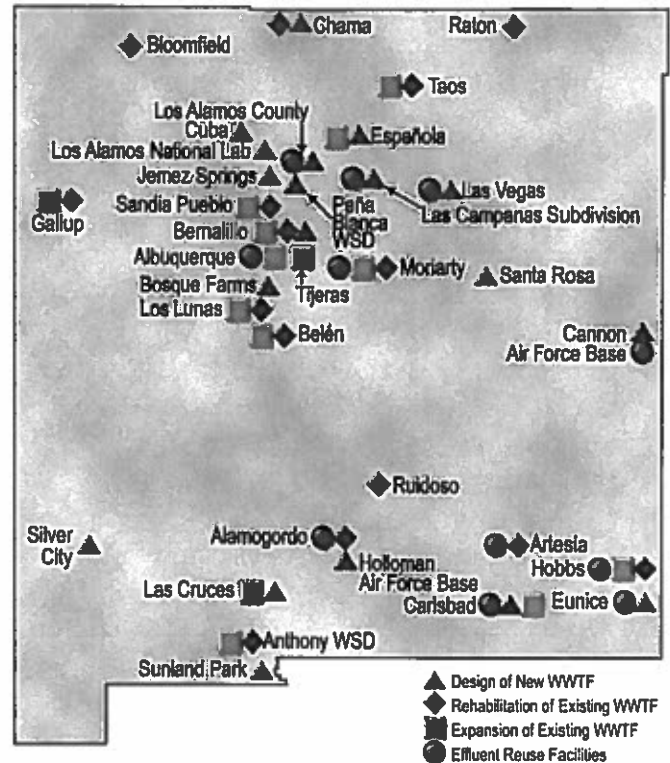 Chama
Raton
Bloomfield
Taos
Los Alamos County
Cuba
Española
Los Alamos National Lab
Jemez Springs
Las Vegas
Gallup
Sandia Pueblo
Peña
Blanca
WSD
Las Campanas Subdivision
Bernalillo
Albuquerque
Moriarty
Santa Rosa
Tijeras
Bosque Farms
Los Lunas
Belén
Cannon
Air Force Base
Ruidoso
Silver
City
Alamogordo
Artesia
Holloman
Air Force Base
Hobbs
Las Cruces
Carlsbad
Eunice
Anthony WSD
Sunland Park
Design of New WWTF
Rehabilitation of Existing WWTF
Expansion of Existing WWTF
Effluent Reuse Facilities